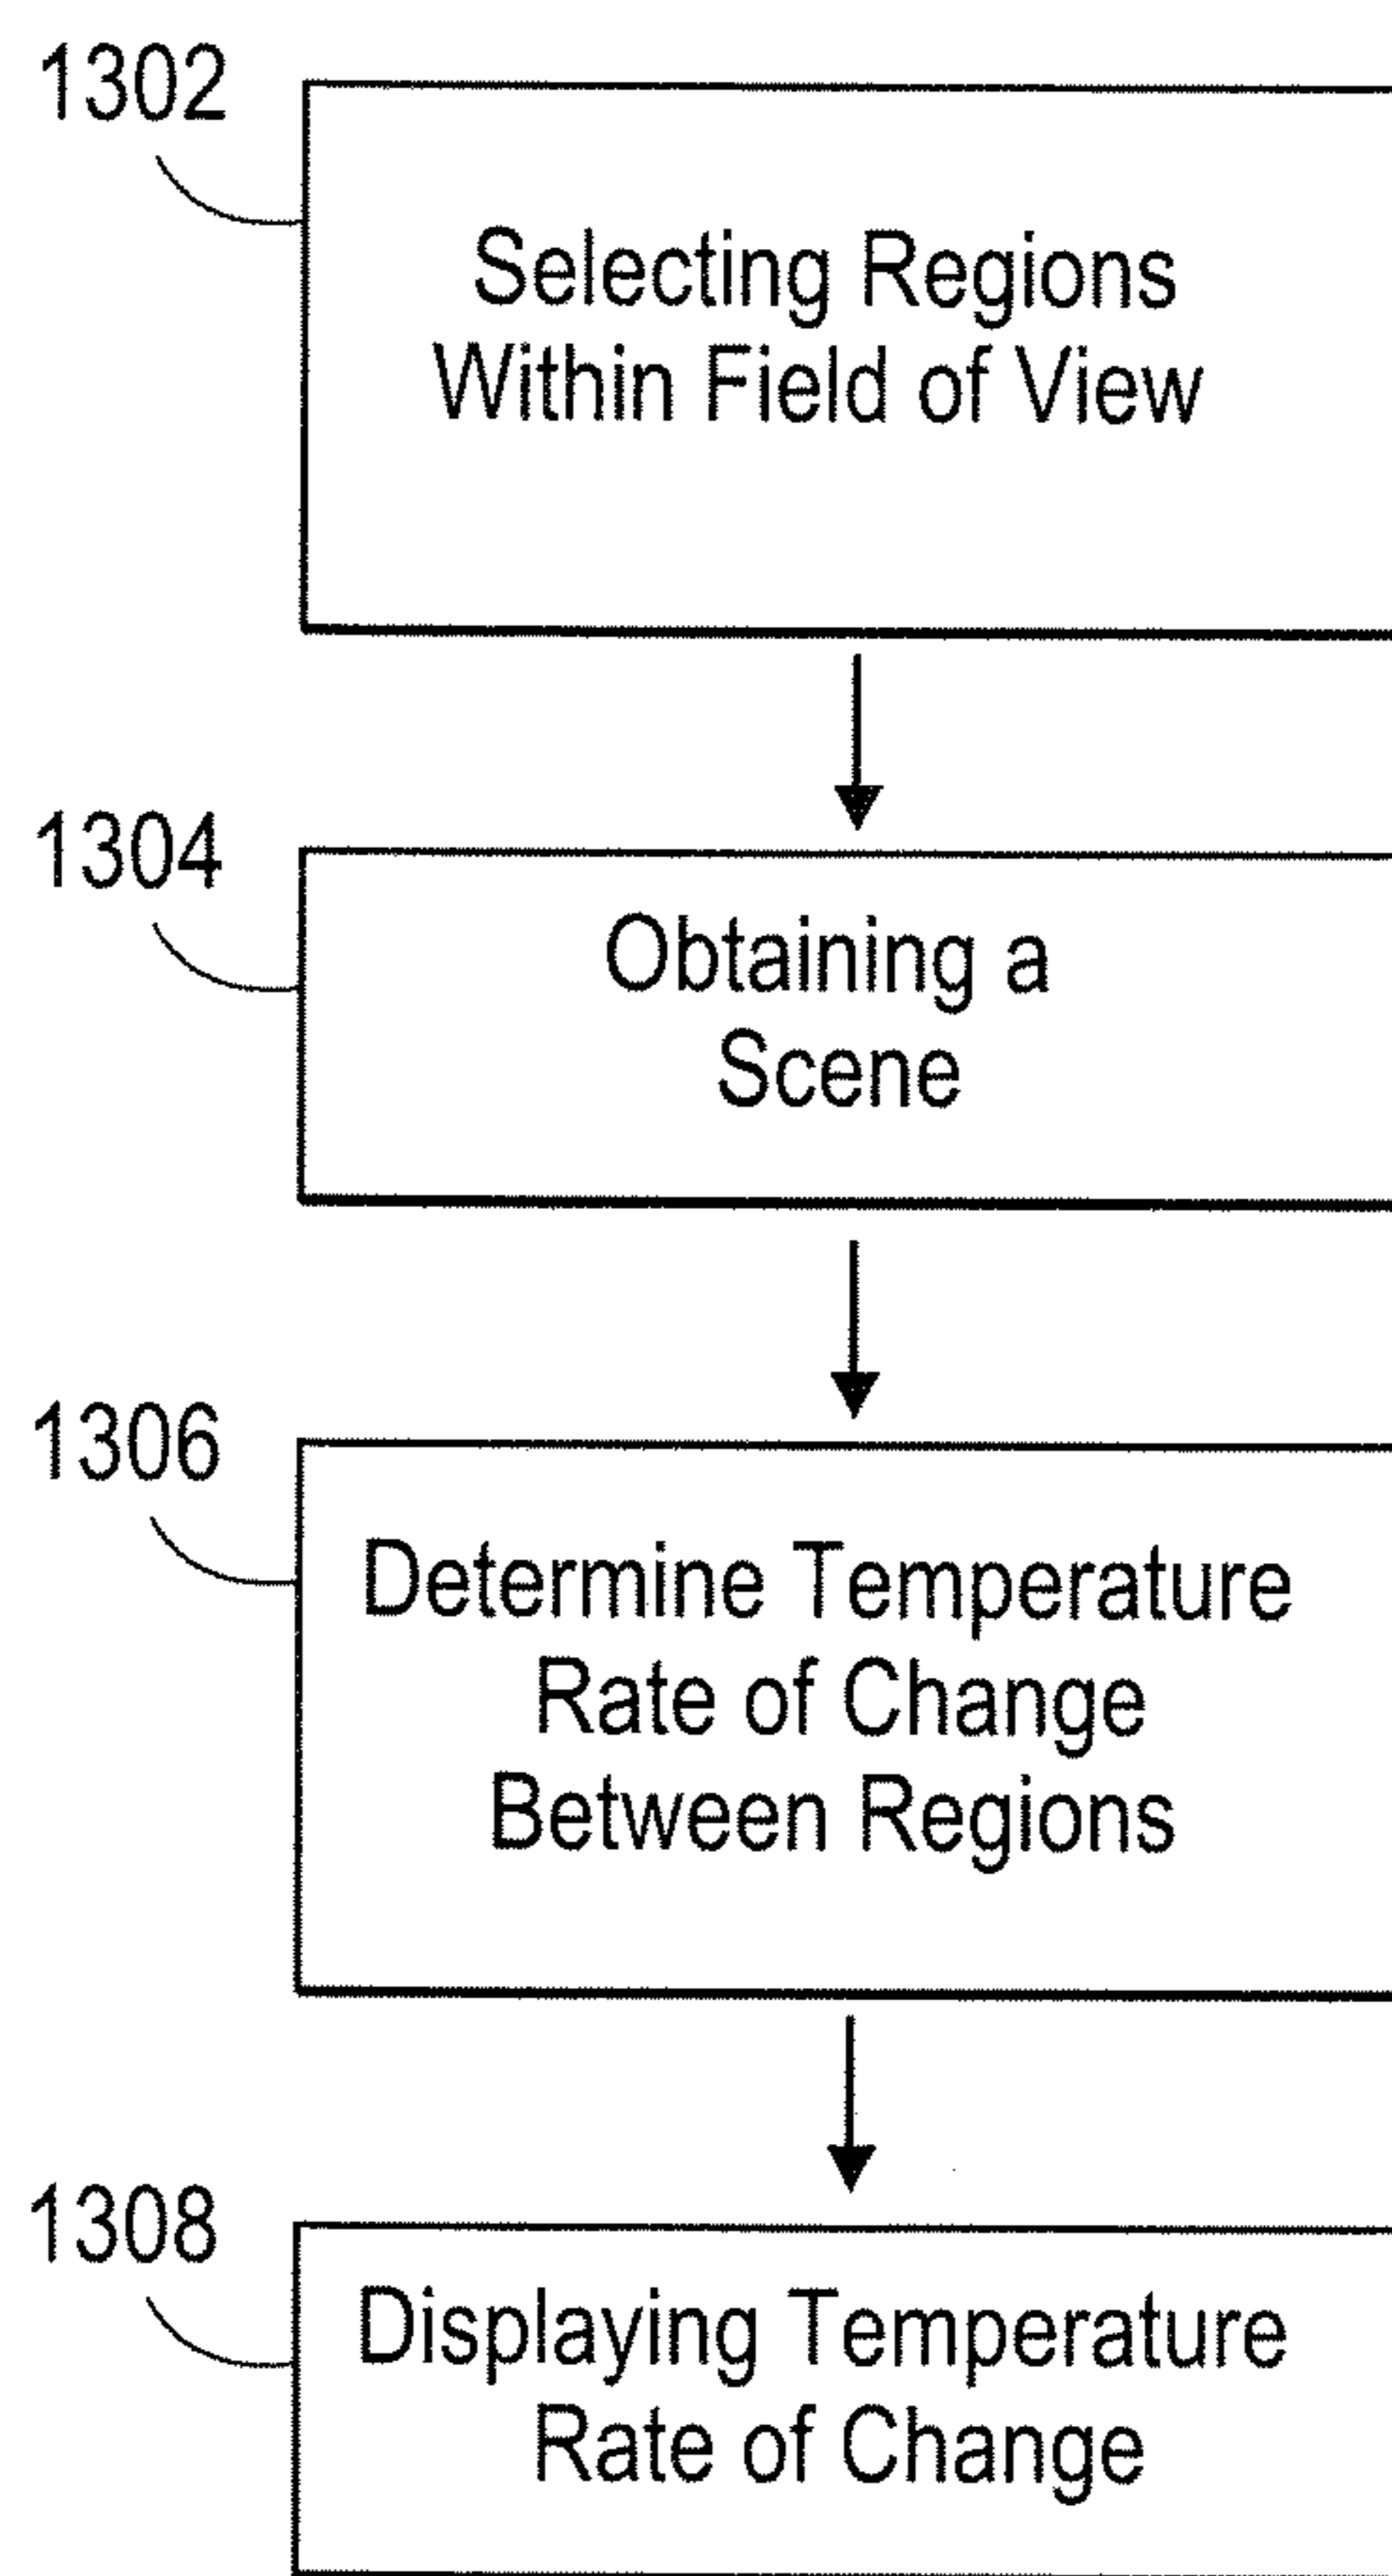 1302
Selecting Regions
Within Field of View
1304
Obtaining a
Scene
1306
Determine Temperature
Rate of Change
Between Regions
1308
Displaying Temperature
Rate of Change